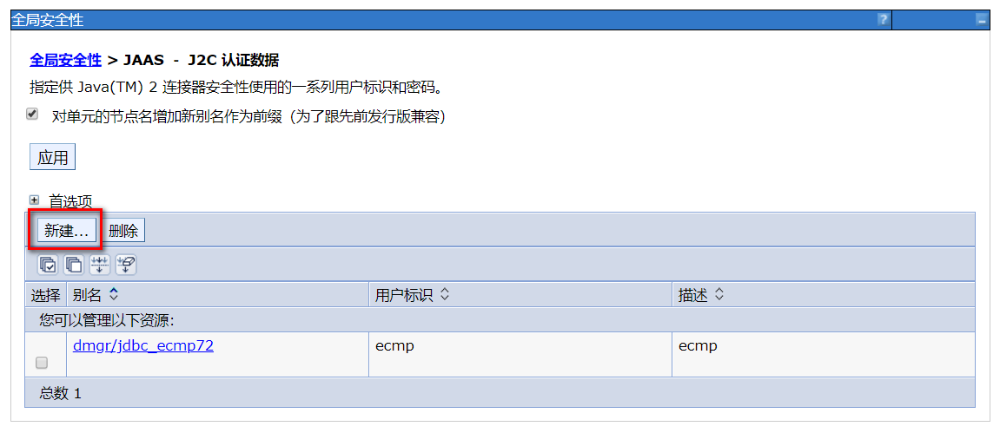 全局安全性
?
全局安全性 > JAAS - J2C 认证数据
指定供 Java(TM) 2 连接器安全性使用的一系列用户标识和密码。
对单元的节点名增加新别名作为前缀（为了跟先前发行版兼容）
应用
首选项
新建... 删除
选择 别名 用户标识 描述
您可以管理以下资源：
dmgr/jdbc_ecmp72 ecmp ecmp
总数 1